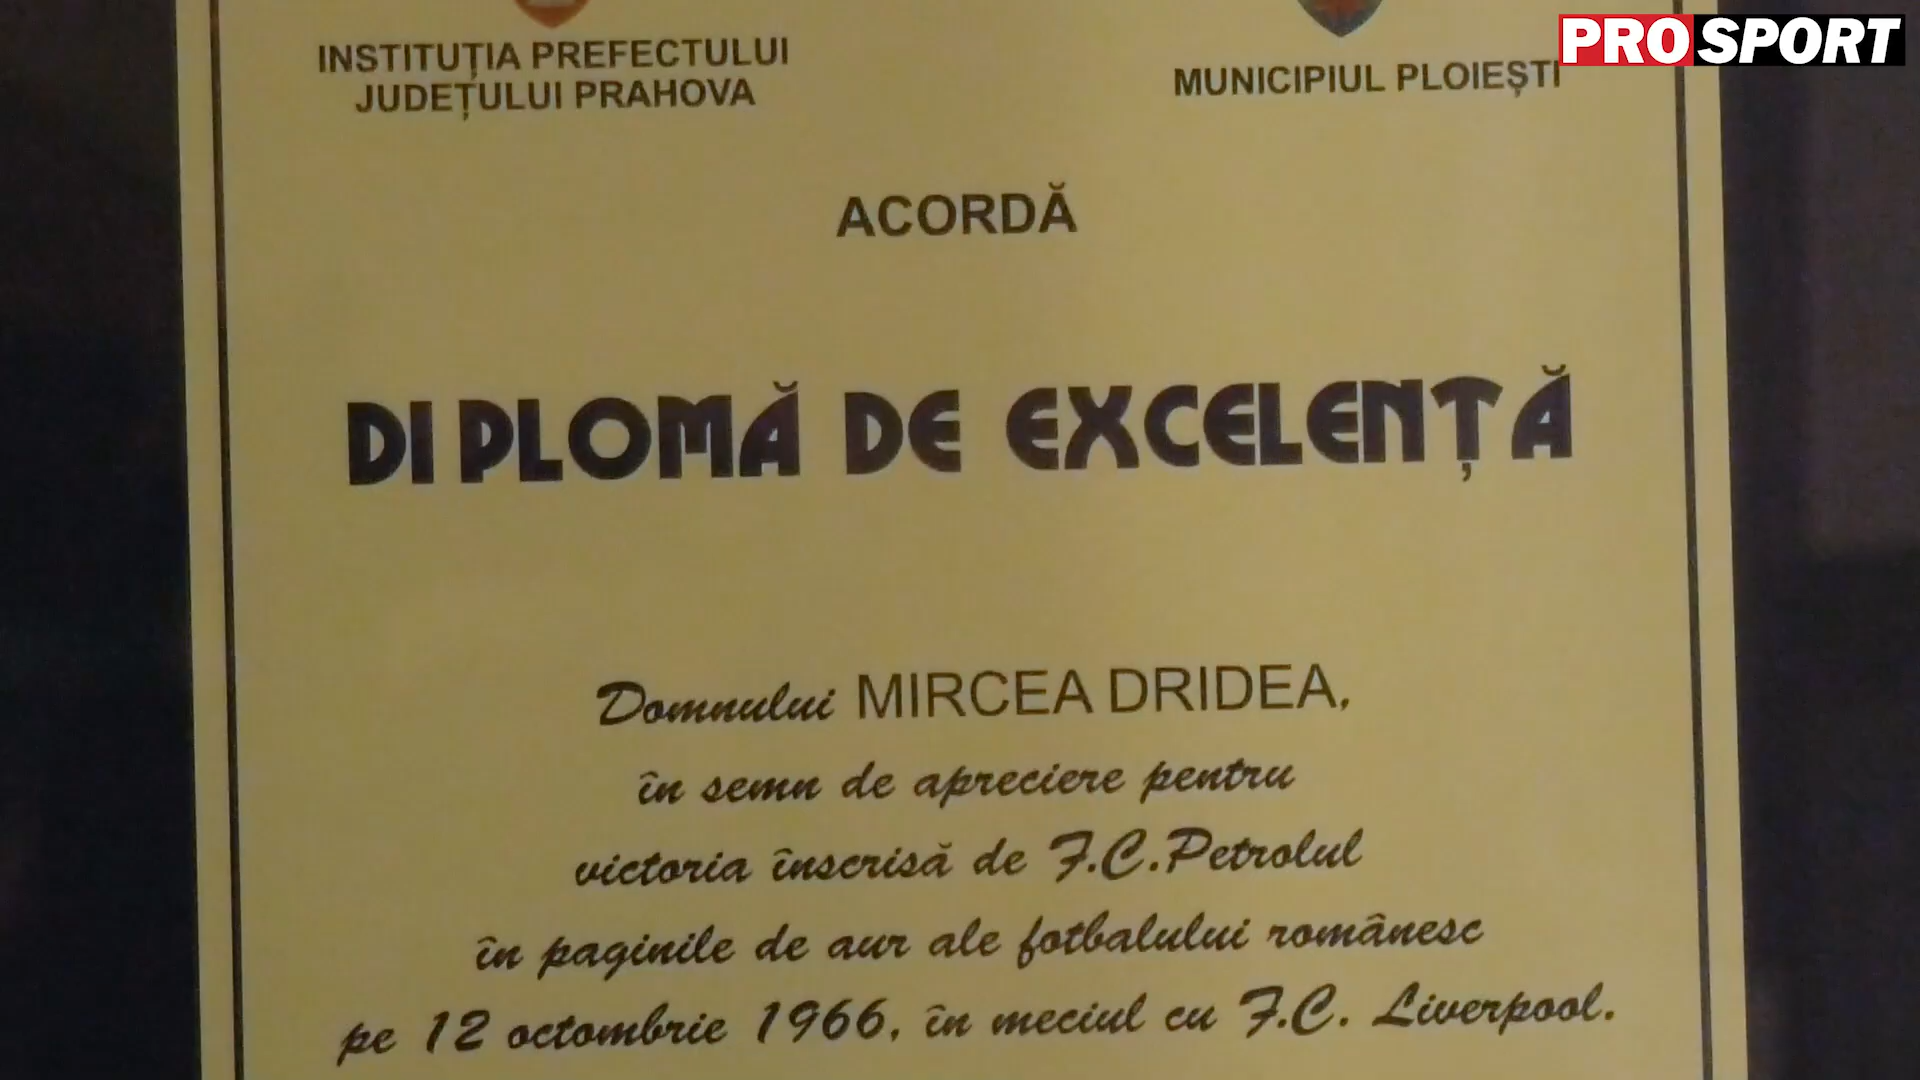 INSTITUȚIA PREFECTULUI
JUDEȚULUI PRAHOVA
MUNICIPIUL PLOIEȘTI
PROSPORT
ACORDĂ
DIPLOMĂ DE EXCELENȚĂ
Domnului MIRCEA DRIDEA,
în semn de apreciere pentru
victoria înscrisă de F.C.Petrolul
în paginile de aur ale fotbalului românesc
pe 12 octombrie 1966, în meciul cu F.C. Liverpool.